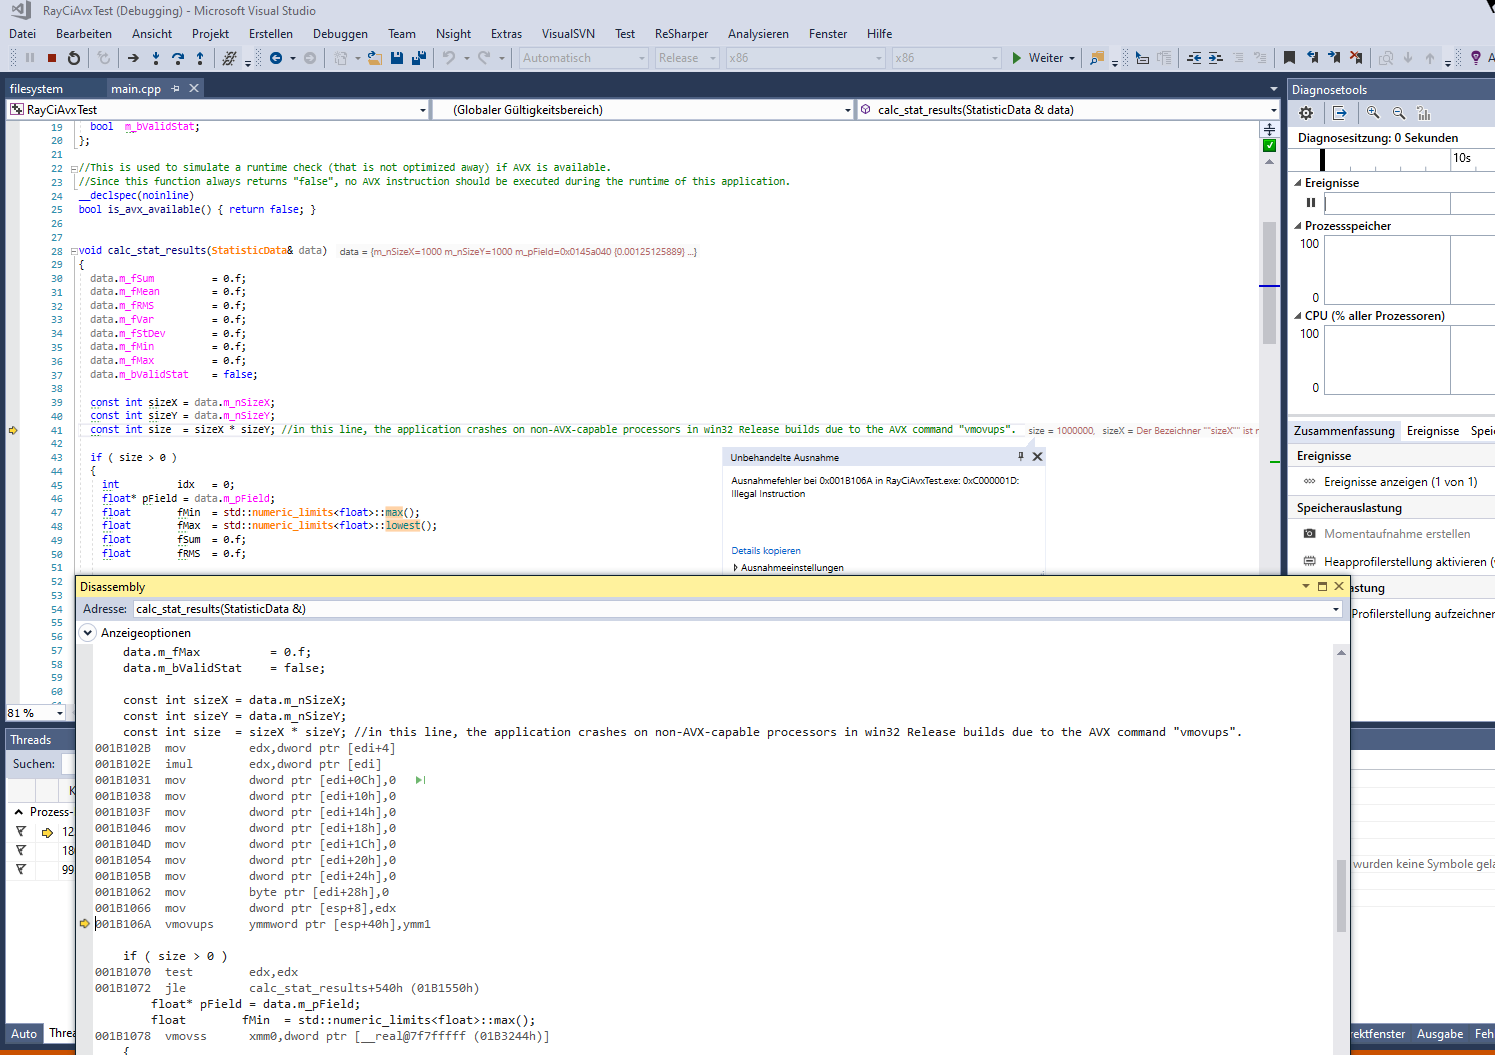 RayCiAvxTest (Debugging) - Microsoft Visual Studio
Datei Bearbeiten Ansicht Projekt Erstellen Debuggen Team Nsight Extras VisualSVN Test ReSharper Analysieren Fenster Hilfe
Automatisch Release x86 x86 Weiter
filesystem main.cpp
RayCiAvxTest (Globaler Gültigkeitsbereich) calc_stat_results(StatisticData & data)
19 bool m_bValidStat;
20 };
21
22 //This is used to simulate a runtime check (that is not optimized away) if AVX is available.
23 //Since this function always returns "false", no AVX instruction should be executed during the runtime of this application.
24 __declspec(noinline)
25 bool is_avx_available() { return false; }
26
27
28 void calc_stat_results(StatisticData& data) data = {m_nSizeX=1000 m_nSizeY=1000 m_pField=0x0145a040 {0.00125125889} ...}
29 {
30 data.m_fSum = 0.f;
31 data.m_fMean = 0.f;
32 data.m_fRMS = 0.f;
33 data.m_fVar = 0.f;
34 data.m_fStDev = 0.f;
35 data.m_fMin = 0.f;
36 data.m_fMax = 0.f;
37 data.m_bValidStat = false;
38
39 const int sizeX = data.m_nSizeX;
40 const int sizeY = data.m_nSizeY;
41 const int size = sizeX * sizeY; //in this line, the application crashes on non-AVX-capable processors in win32 Release builds due to the AVX command "vmovups". size = 1000000, sizeX = Der Bezeichner ""sizeX"" ist
42
43 if ( size > 0 )
44 {
45 int idx = 0;
46 float* pField = data.m_pField;
47 float fMin = std::numeric_limits<float>::max();
48 float fMax = std::numeric_limits<float>::lowest();
49 float fSum = 0.f;
50 float fRMS = 0.f;
51
52
53
54
55
56
57
58
59
60
81 %
Unbehandelte Ausnahme
Ausnahmefehler bei 0x001B106A in RayCiAvxTest.exe: 0xC000001D:
Illegal Instruction
Details kopieren
Ausnahmeeinstellungen
Diagnosetools
Diagnosesitzung: 0 Sekunden
10s
Ereignisse
Prozessspeicher
100
0
CPU (% aller Prozessoren)
100
0
Zusammenfassung Ereignisse Spei
Ereignisse
Ereignisse anzeigen (1 von 1)
Speicherauslastung
Momentaufnahme erstellen
Heapprofilerstellung aktivieren (
astung
Profilerstellung aufzeichnen
Disassembly
Adresse: calc_stat_results(StatisticData &)
Anzeigeoptionen
data.m_fMax = 0.f;
data.m_bValidStat = false;
const int sizeX = data.m_nSizeX;
const int sizeY = data.m_nSizeY;
const int size = sizeX * sizeY; //in this line, the application crashes on non-AVX-capable processors in win32 Release builds due to the AVX command "vmovups".
001B102B mov edx,dword ptr [edi+4]
001B102E imul edx,dword ptr [edi]
001B1031 mov dword ptr [edi+0Ch],0
001B1038 mov dword ptr [edi+10h],0
001B103F mov dword ptr [edi+14h],0
001B1046 mov dword ptr [edi+18h],0
001B104D mov dword ptr [edi+1Ch],0
001B1054 mov dword ptr [edi+20h],0
001B105B mov dword ptr [edi+24h],0
001B1062 mov byte ptr [edi+28h],0
001B1066 mov dword ptr [esp+8],edx
001B106A vmovups ymmword ptr [esp+40h],ymm1
if ( size > 0 )
001B1070 test edx,edx
001B1072 jle calc_stat_results+540h (01B1550h)
float* pField = data.m_pField;
float fMin = std::numeric_limits<float>::max();
001B1078 vmovss xmm0,dword ptr [__real@7f7fffff (01B3244h)]
{
Threads
Suchen:
K
Prozess-
12
18
99
Auto Threa
wurden keine Symbole gela
rektfenster Ausgabe Feh